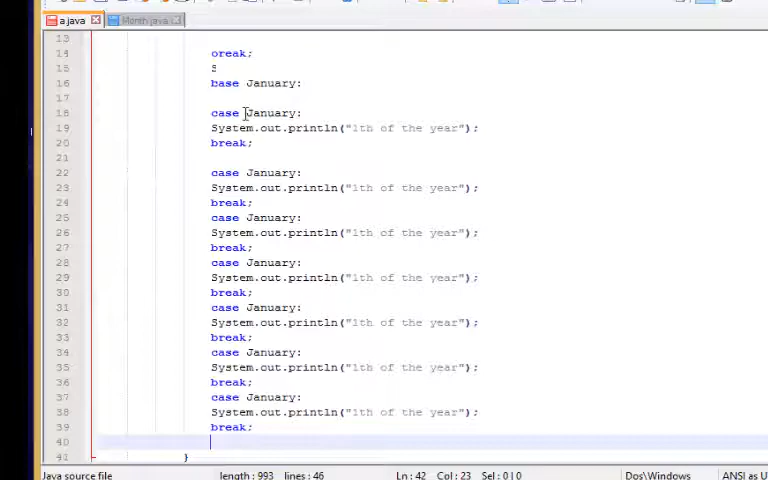 a.java Month.java
13
14 break;
15 S
16 base January:
17
18 case January:
19 System.out.println("1th of the year");
20 break;
21
22 case January:
23 System.out.println("1th of the year");
24 break;
25 case January:
26 System.out.println("1th of the year");
27 break;
28 case January:
29 System.out.println("1th of the year");
30 break;
31 case January:
32 System.out.println("1th of the year");
33 break;
34 case January:
35 System.out.println("1th of the year");
36 break;
37 case January:
38 System.out.println("1th of the year");
39 break;
40
41 }
Java source file length : 993 lines : 46 Ln : 42 Col : 23 Sel : 0 | 0 Dos\Windows ANSI as U